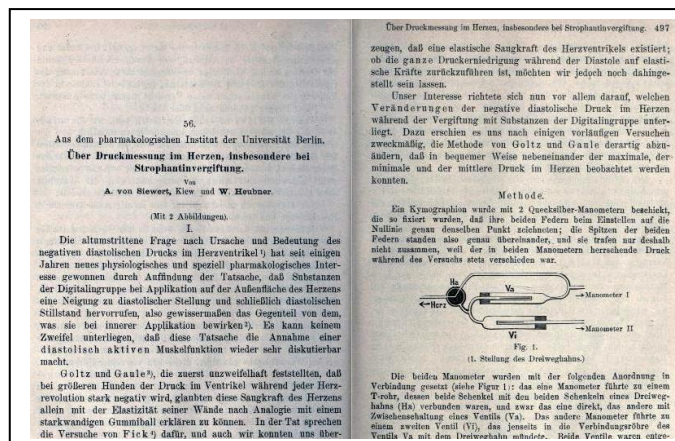 56.
Aus dem pharmakologischen Institut der Universität Berlin.
Über Druckmessung im Herzen, insbesondere bei
Strophantinvergiftung.
Von
A. von Siewert, Kiew und W. Heubner.
(Mit 2 Abbildungen).
I.
Die altumstrittene Frage nach Ursache und Bedeutung des
negativen diastolischen Drucks im Herzventrikel ¹) hat seit einigen
Jahren neues physiologisches und speziell pharmakologisches Inter-
esse gewonnen durch Auffindung der Tatsache, daß Substanzen
der Digitalingruppe bei Applikation auf der Außenfläche des Herzens
eine Neigung zu diastolischer Stellung und schließlich diastolischen
Stillstand hervorrufen, also gewissermaßen das Gegenteil von dem,
was sie bei innerer Applikation bewirken ²). Es kann keinem
Zweifel unterliegen, daß diese Tatsache die Annahme einer
diastolisch aktiven Muskelfunktion wieder sehr diskutierbar
macht.
Goltz und Gaule ³), die zuerst unzweifelhaft feststellten, daß
bei größeren Hunden der Druck im Ventrikel während jeder Herz-
revolution stark negativ wird, glaubten diese Saugkraft des Herzens
allein mit der Elastizität seiner Wände nach Analogie mit einem
starkwandigen Gummiball erklären zu können. In der Tat sprechen
die Versuche von Fick ⁴) dafür, und auch wir konnten uns über-
Über Druckmessung im Herzen, insbesondere bei Strophantinvergiftung. 497
zeugen, daß eine elastische Saugkraft des Herzventrikels existiert;
ob die ganze Druckerniedrigung während der Diastole auf elasti-
sche Kräfte zurückzuführen ist, möchten wir jedoch noch dahinge-
stellt sein lassen.
Unser Interesse richtete sich nun vor allem darauf, welchen
Veränderungen der negative diastolische Druck im Herzen
während der Vergiftung mit Substanzen der Digitalingruppe unter-
liegt. Dazu erschien es uns nach einigen vorläufigen Versuchen
zweckmäßig, die Methode von Goltz und Gaule derartig abzu-
ändern, daß in bequemer Weise nebeneinander der maximale, der
minimale und der mittlere Druck im Herzen beobachtet werden
konnten.
Methode.
Ein Kymographion wurde mit 2 Quecksilber-Manometern beschickt,
die so fixiert wurden, daß ihre beiden Federn beim Einstellen auf die
Nullinie genau denselben Punkt zeichneten; die Spitzen der beiden
Federn standen also genau übereinander, und sie trafen nur deshalb
nicht zusammen, weil der in beiden Manometern herrschende Druck
während des Versuchs stets verschieden war.
Ha
Va
Herz
Manometer I
Manometer II
Vi
Fig. 1.
(1. Stellung des Dreiweghahns.)
Die beiden Manometer wurden mit der folgenden Anordnung in
Verbindung gesetzt (siehe Figur 1): das eine Manometer führte zu einem
T-rohr, dessen beide Schenkel mit den beiden Schenkeln eines Dreiweg-
hahns (Ha) verbunden waren, und zwar das eine direkt, das andere mit
Zwischenschaltung eines Ventils (Va). Das andere Manometer führte zu
einem zweiten Ventil (Vi), das jenseits in die Verbindungsröhre des
Ventils Va mit dem Dreiweghahn mündete. Beide Ventile waren entge-